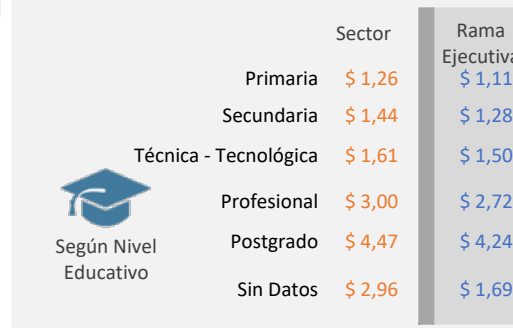 Sector Rama
Ejecutiva
Primaria $ 1,26 $ 1,11
Secundaria $ 1,44 $ 1,28
Técnica - Tecnológica $ 1,61 $ 1,50
Profesional $ 3,00 $ 2,72
Según Nivel
Educativo
Postgrado $ 4,47 $ 4,24
Sin Datos $ 2,96 $ 1,69